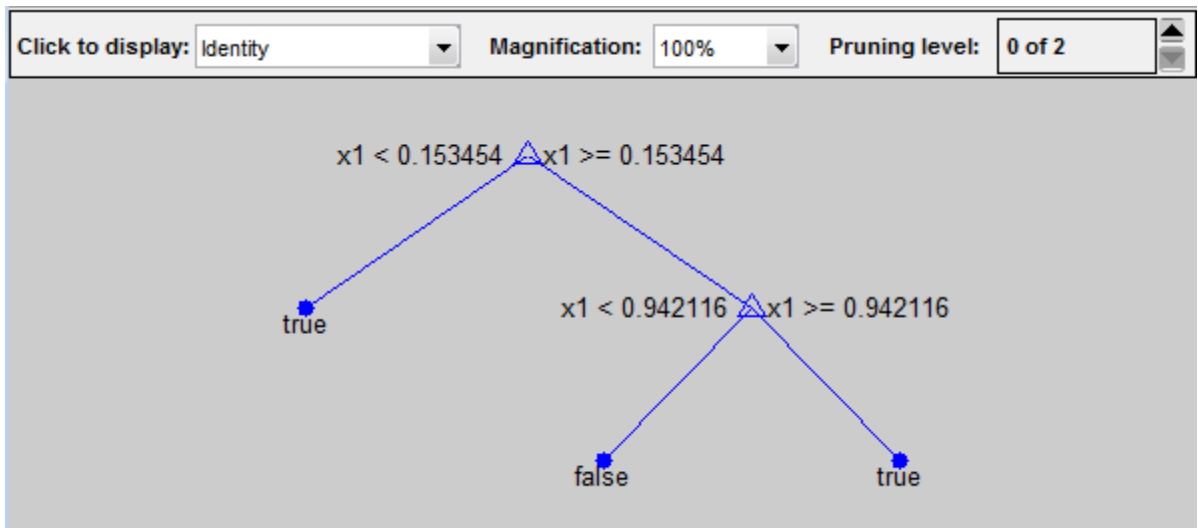 Click to display: Identity Magnification: 100% Pruning level: 0 of 2
x1 < 0.153454 x1 >= 0.153454
true
x1 < 0.942116 x1 >= 0.942116
false
true